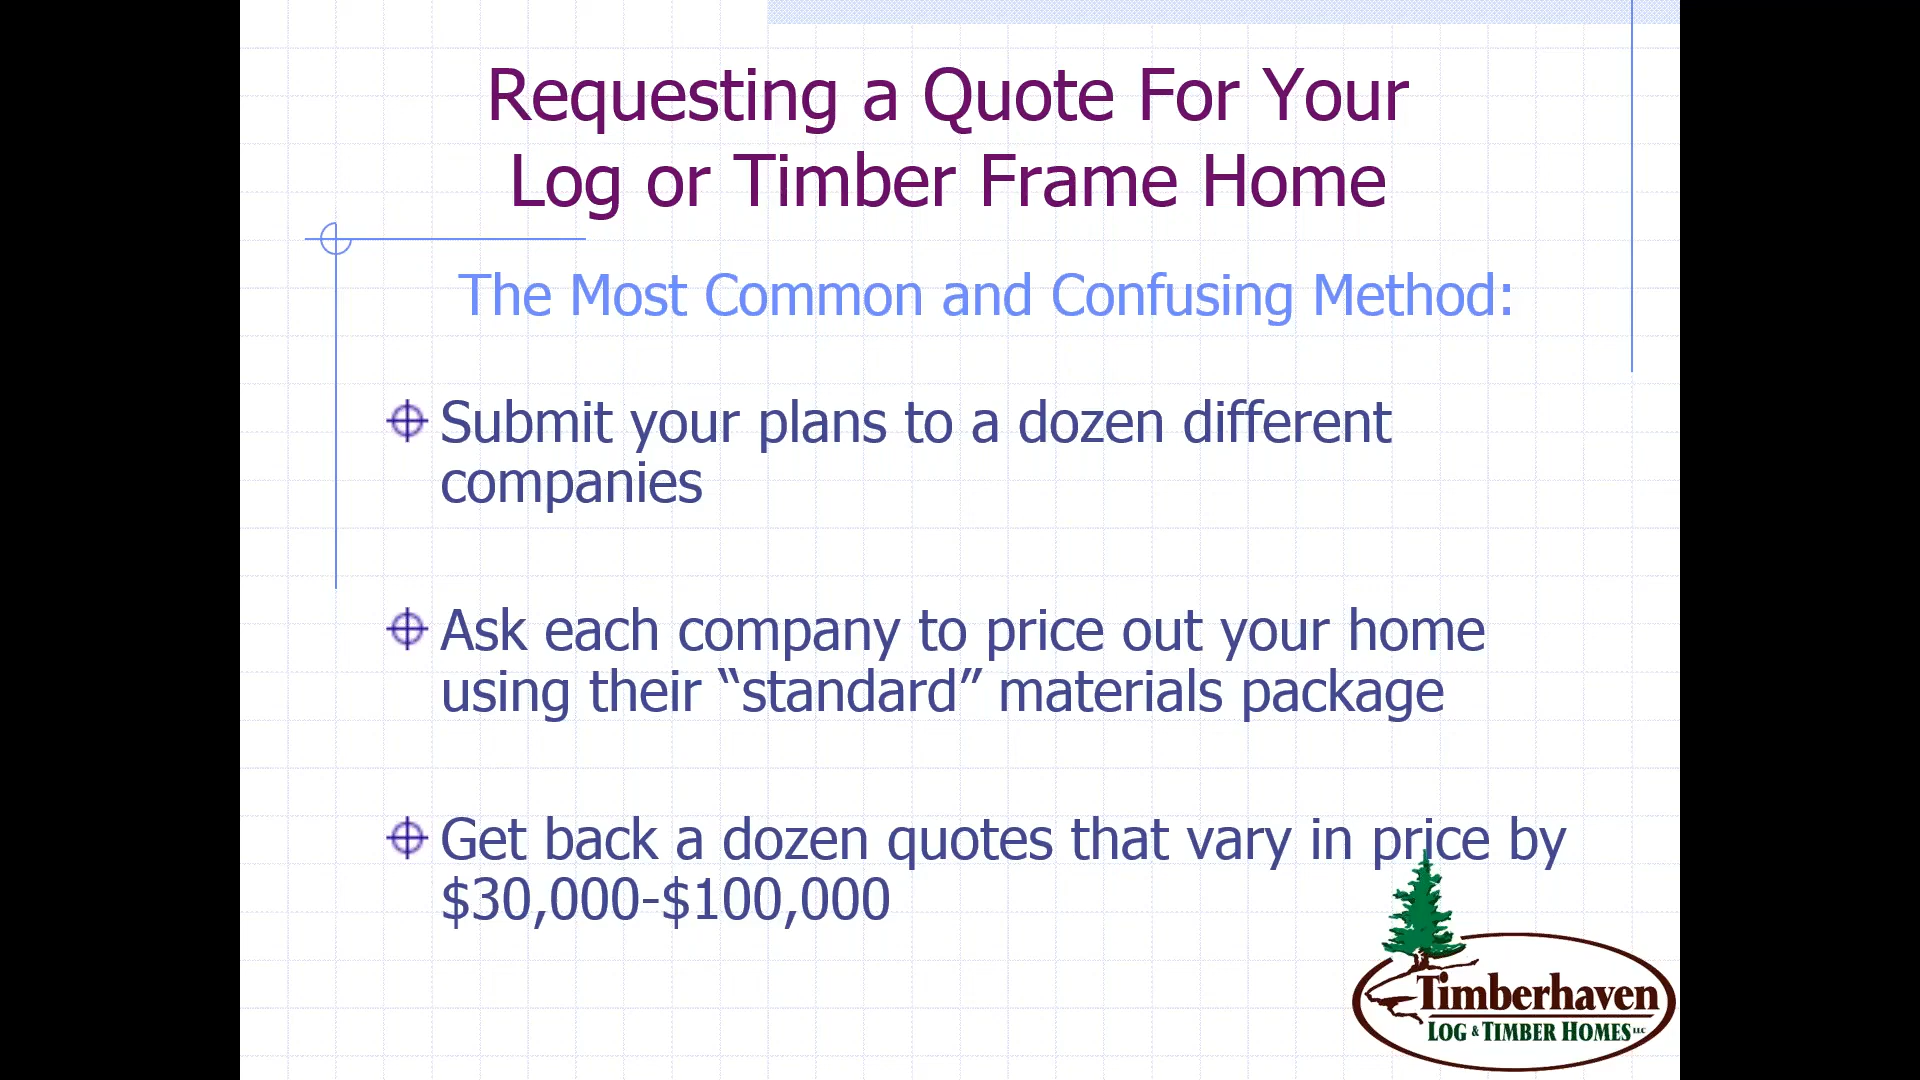 Requesting a Quote For Your
Log or Timber Frame Home
The Most Common and Confusing Method:
Submit your plans to a dozen different
companies
Ask each company to price out your home
using their “standard” materials package
Get back a dozen quotes that vary in price by
$30,000-$100,000
Timberhaven
LOG & TIMBER HOMES LLC